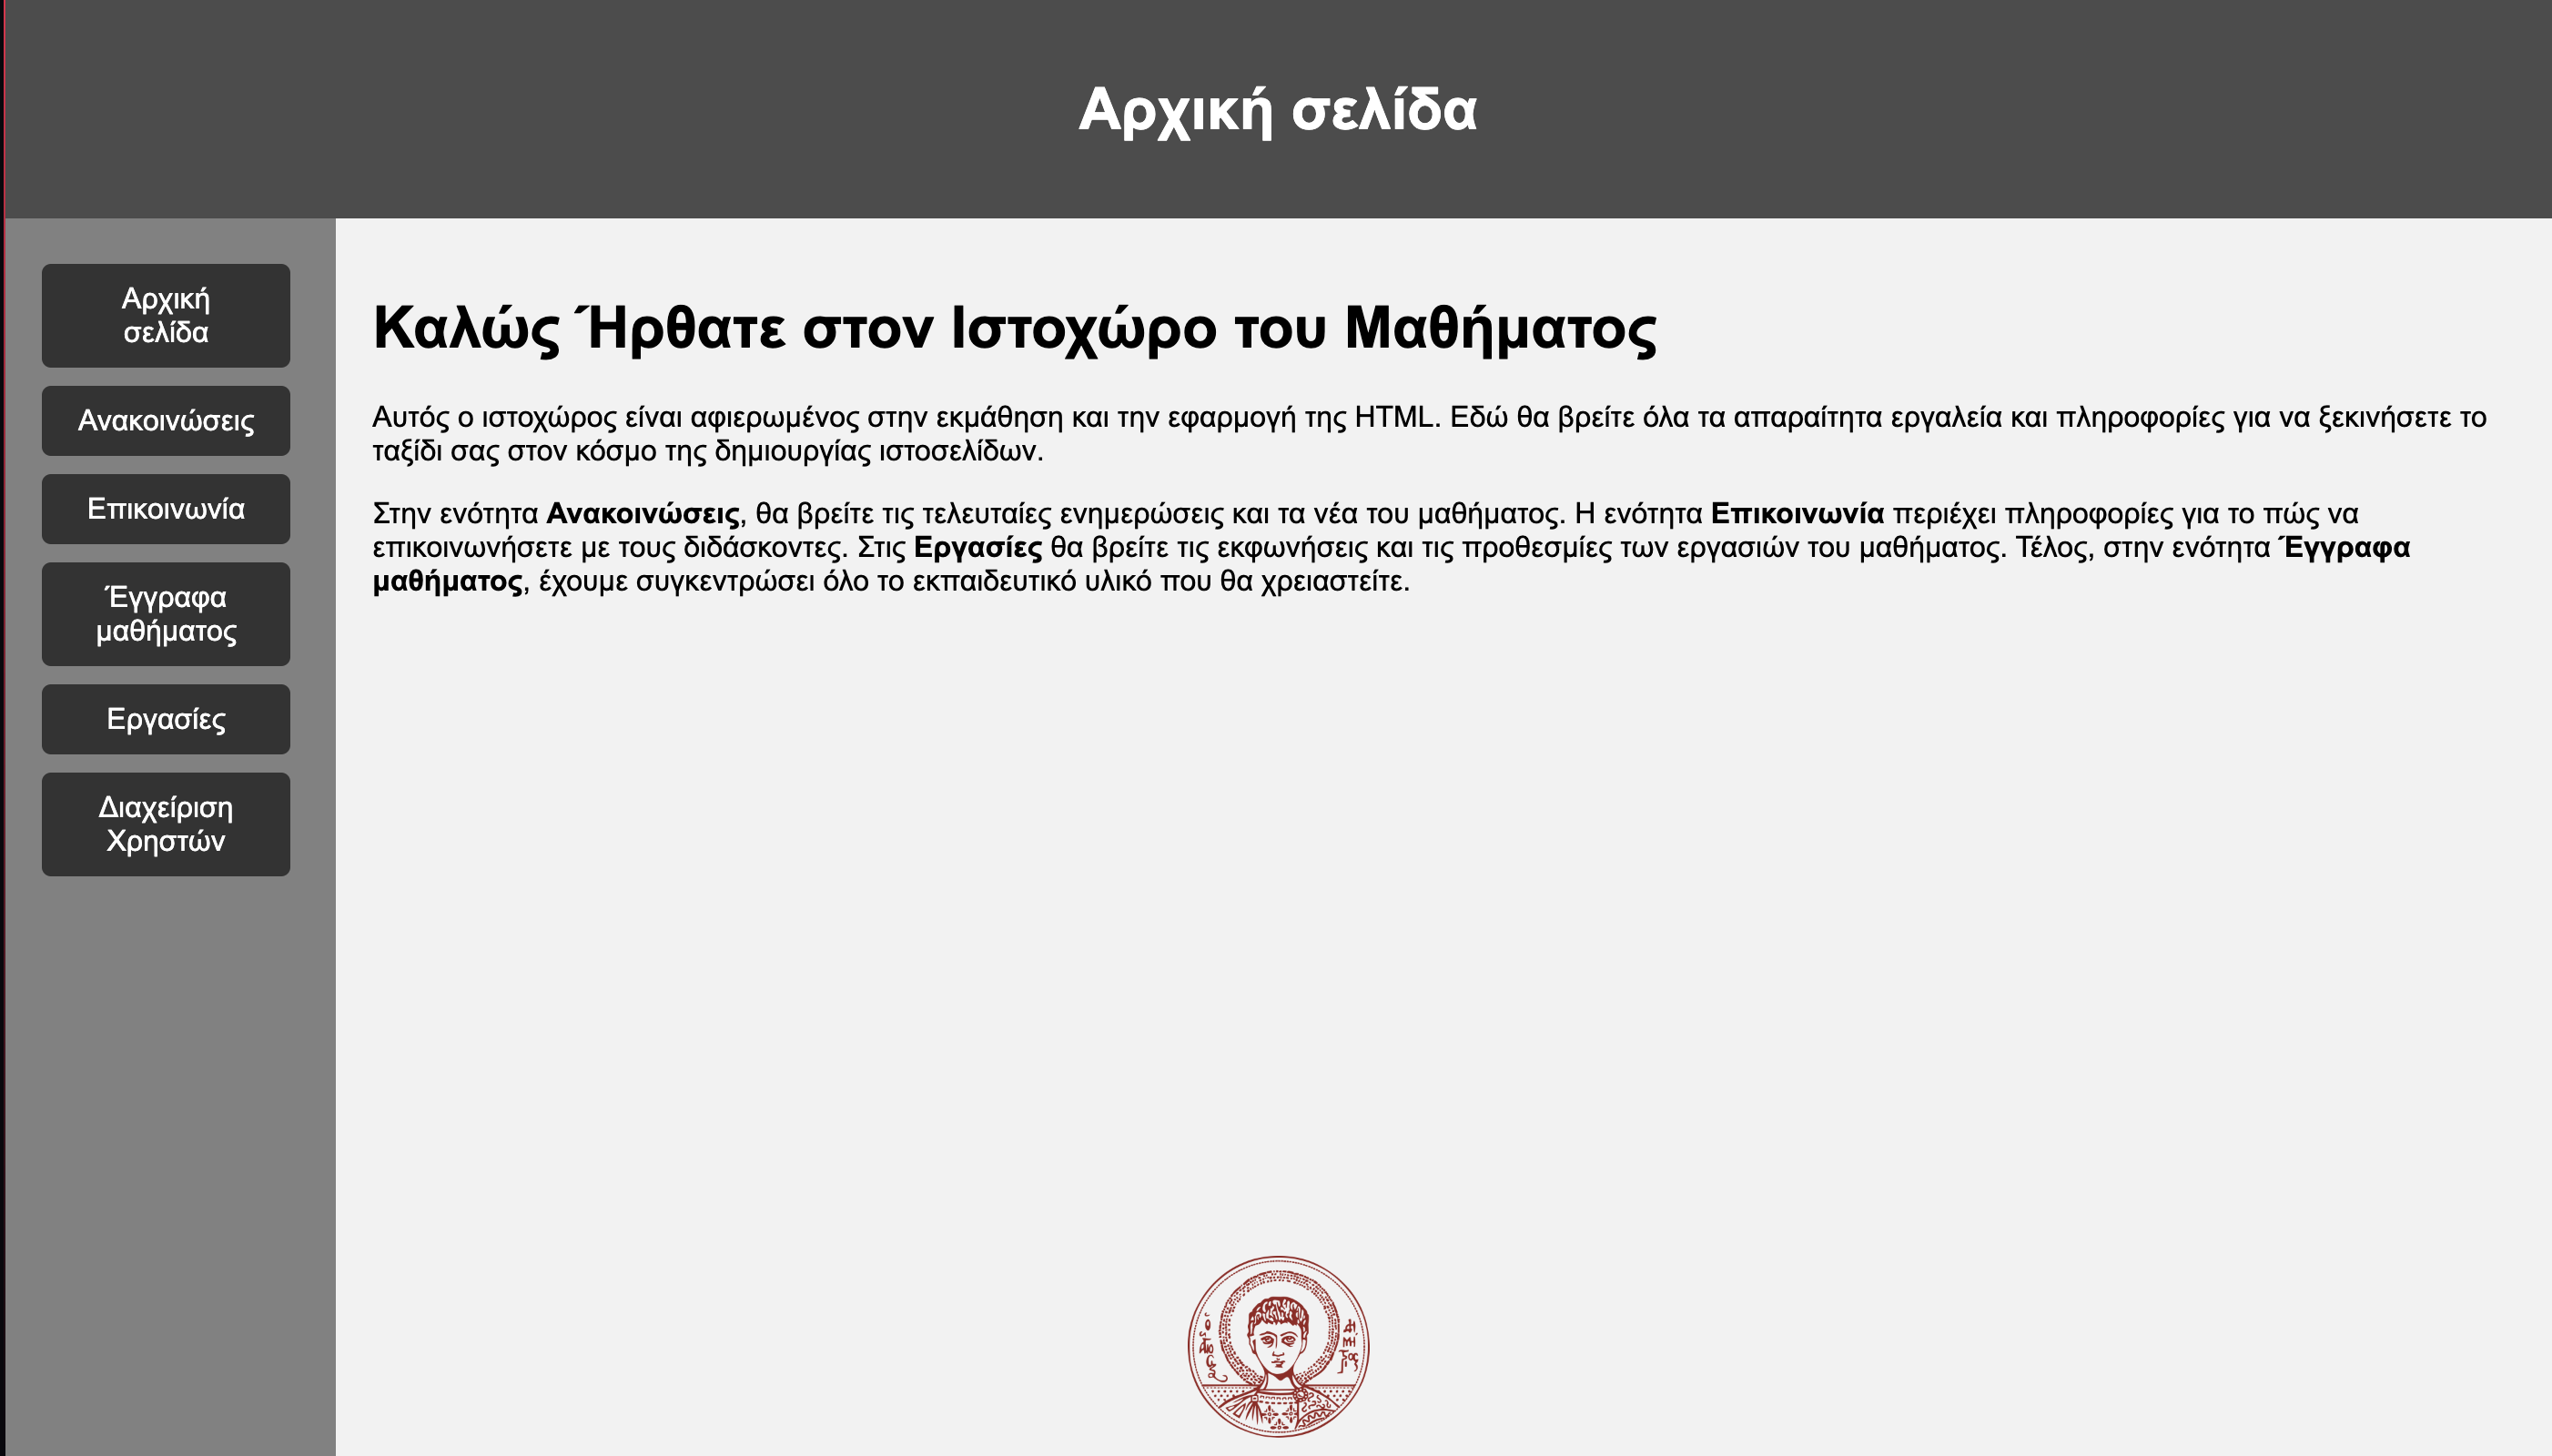 Αρχική σελίδα
Αρχική
σελίδα
Ανακοινώσεις
Επικοινωνία
Έγγραφα
μαθήματος
Εργασίες
Διαχείριση
Χρηστών
Καλώς Ήρθατε στον Ιστοχώρο του Μαθήματος
Αυτός ο ιστοχώρος είναι αφιερωμένος στην εκμάθηση και την εφαρμογή της HTML. Εδώ θα βρείτε όλα τα απαραίτητα εργαλεία και πληροφορίες για να ξεκινήσετε το
ταξίδι σας στον κόσμο της δημιουργίας ιστοσελίδων.
Στην ενότητα Ανακοινώσεις, θα βρείτε τις τελευταίες ενημερώσεις και τα νέα του μαθήματος. Η ενότητα Επικοινωνία περιέχει πληροφορίες για το πώς να
επικοινωνήσετε με τους διδάσκοντες. Στις Εργασίες θα βρείτε τις εκφωνήσεις και τις προθεσμίες των εργασιών του μαθήματος. Τέλος, στην ενότητα Έγγραφα
μαθήματος, έχουμε συγκεντρώσει όλο το εκπαιδευτικό υλικό που θα χρειαστείτε.